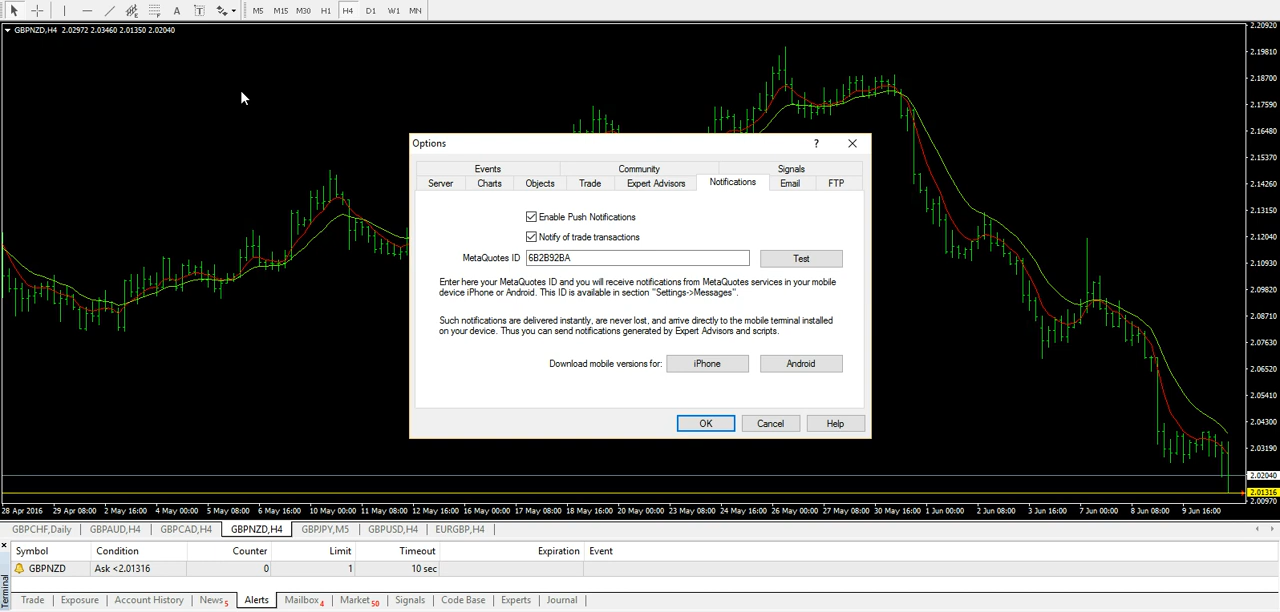 A T M5 M15 M30 H1 H4 D1 W1 MN
GBPNZD,H4 2.02972 2.03460 2.01350 2.02040
2.20920
2.19810
2.18700
2.17590
2.16480
2.15370
2.14260
2.13150
2.12040
2.10930
2.09820
2.08710
2.07630
2.06520
2.05410
2.04300
2.03190
2.02040
2.01316
2.00970
Options ?
Events Community Signals
Server Charts Objects Trade Expert Advisors Notifications Email FTP
Enable Push Notifications
Notify of trade transactions
MetaQuotes ID 6B2B92BA Test
Enter here your MetaQuotes ID and you will receive notifications from MetaQuotes services in your mobile
device iPhone or Android. This ID is available in section "Settings->Messages".
Such notifications are delivered instantly, are never lost, and arrive directly to the mobile terminal installed
on your device. Thus you can send notifications generated by Expert Advisors and scripts.
Download mobile versions for: iPhone Android
OK Cancel Help
28 Apr 2016 29 Apr 08:00 2 May 16:00 4 May 00:00 5 May 08:00 6 May 16:00 10 May 00:00 11 May 08:00 12 May 16:00 16 May 00:00 17 May 08:00 18 May 16:00 20 May 00:00 23 May 08:00 24 May 16:00 26 May 00:00 27 May 08:00 30 May 16:00 1 Jun 00:00 2 Jun 08:00 3 Jun 16:00 7 Jun 00:00 8 Jun 08:00 9 Jun 16:00
GBPCHF,Daily GBPAUD,H4 GBPCAD,H4 GBPNZD,H4 GBPJPY,M5 GBPUSD,H4 EURGBP,H4
Symbol Condition Counter Limit Timeout Expiration Event
GBPNZD Ask <2.01316 0 1 10 sec
Terminal
Trade Exposure Account History News 5 Alerts Mailbox 4 Market 50 Signals Code Base Experts Journal